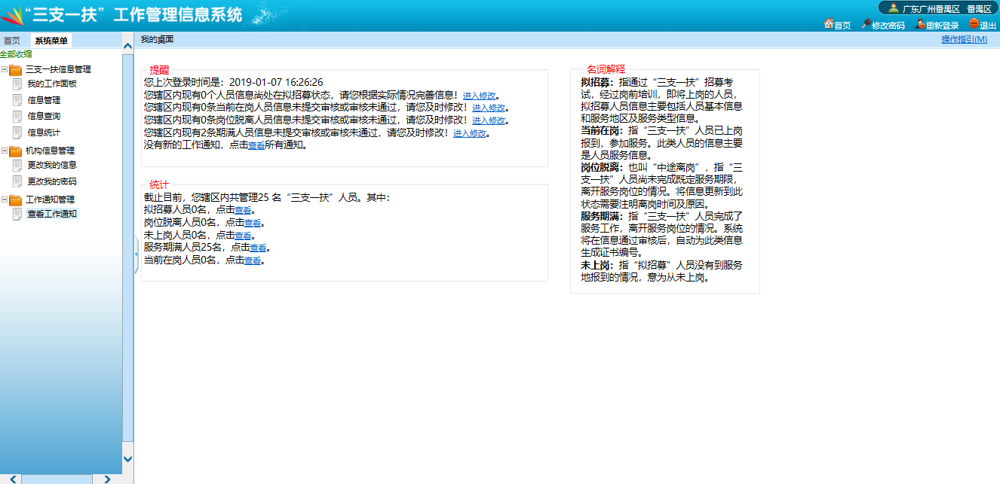 “三支一扶”工作管理信息系统
广东广州番禺区 番禺区
首页 修改密码 重新登录 退出
首页 系统菜单
我的桌面
操作指引(M)
全部收缩
三支一扶信息管理
我的工作面板
信息管理
信息查询
信息统计
机构信息管理
更改我的信息
更改我的密码
工作通知管理
查看工作通知
提醒
您上次登录时间是：2019-01-07 16:26:26
您辖区内现有0个人员信息尚处在拟招募状态，请您根据实际情况完善信息！进入修改。
您辖区内现有0条当前在岗人员信息未提交审核或审核未通过，请您及时修改！进入修改。
您辖区内现有0条岗位脱离人员信息未提交审核或审核未通过，请您及时修改！进入修改。
您辖区内现有2条期满人员信息未提交审核或审核未通过，请您及时修改！进入修改。
没有新的工作通知，点击查看所有通知。
统计
截止目前，您辖区内共管理25 名“三支一扶”人员。其中：
拟招募人员0名，点击查看。
岗位脱离人员0名，点击查看。
未上岗人员0名，点击查看。
服务期满人员25名，点击查看。
当前在岗人员0名，点击查看。
名词解释
拟招募：指通过“三支一扶”招募考
试，经过岗前培训，即将上岗的人员，
拟招募人员信息主要包括人员基本信息
和服务地区及服务类型信息。
当前在岗：指“三支一扶”人员已上岗
报到，参加服务。此类人员的信息主要
是人员服务信息。
岗位脱离：也叫“中途离岗”，指“三
支一扶”人员尚未完成既定服务期限，
离开服务岗位的情况。将信息更新到此
状态需要注明离岗时间及原因。
服务期满：指“三支一扶”人员完成了
服务工作，离开服务岗位的情况。系统
将在信息通过审核后，自动为此类信息
生成证书编号。
未上岗：指“拟招募”人员没有到服务
地报到的情况，意为从未上岗。